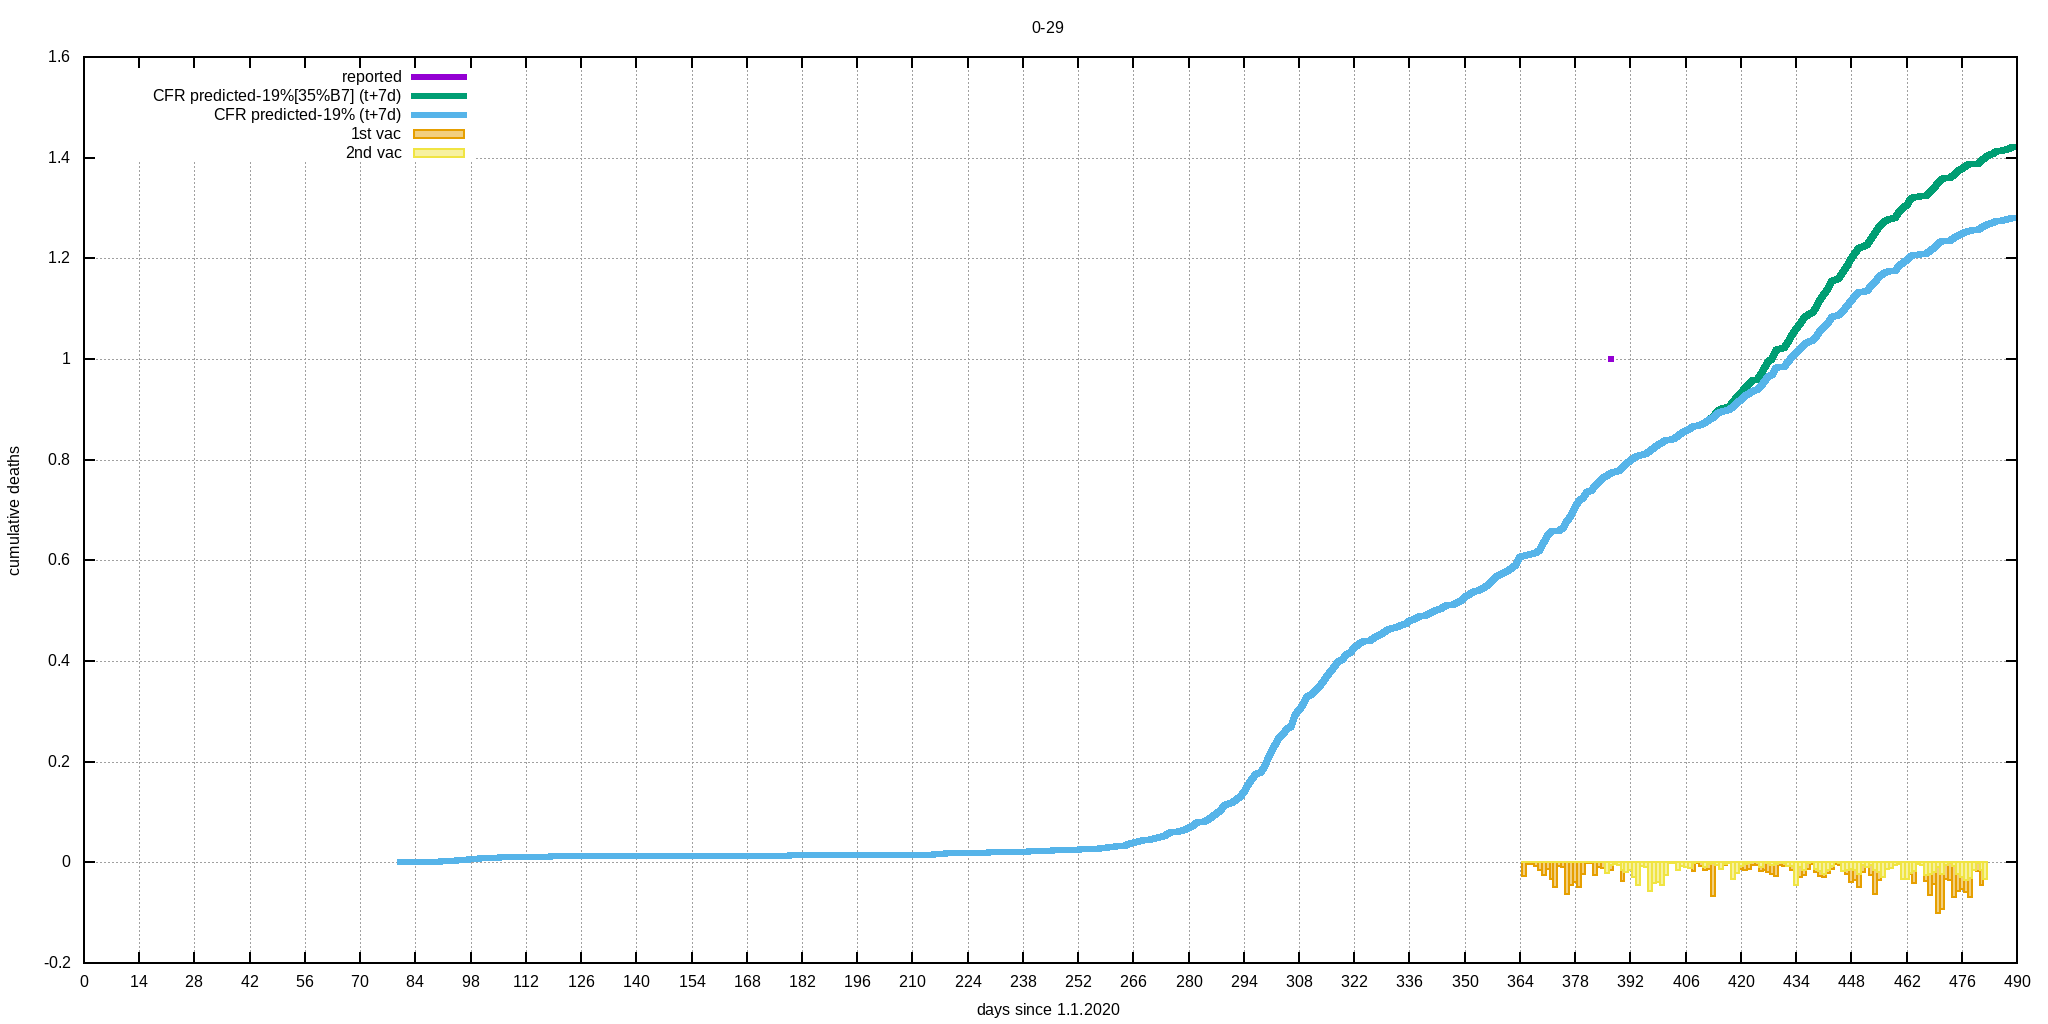 0-29
1.6
1.4
1.2
1
0.8
0.6
0.4
0.2
0
-0.2
cumulative deaths
reported
CFR predicted-19%[35%B7] (t+7d)
CFR predicted-19% (t+7d)
1st vac
2nd vac
0 14 28 42 56 70 84 98 112 126 140 154 168 182 196 210 224 238 252 266 280 294 308 322 336 350 364 378 392 406 420 434 448 462 476 490
days since 1.1.2020